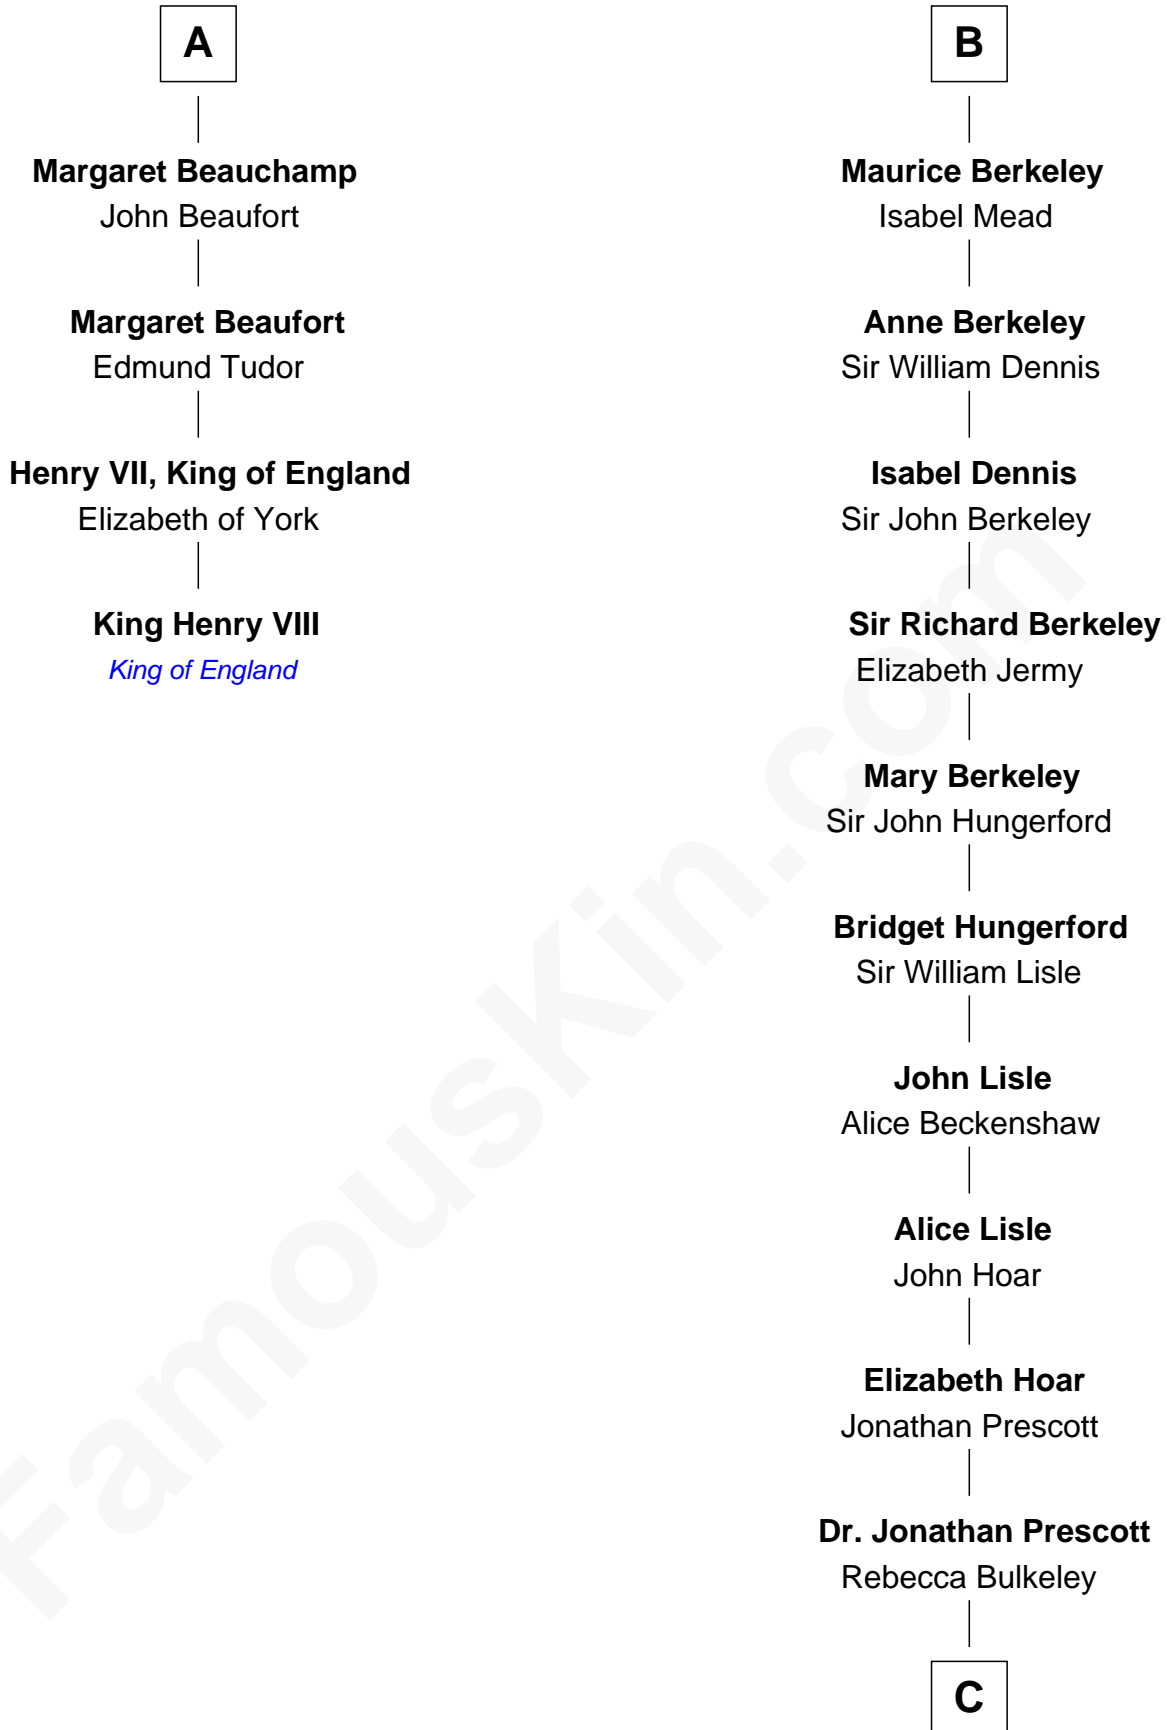 A
Margaret Beauchamp
John Beaufort
Margaret Beaufort
Edmund Tudor
Henry VII, King of England
Elizabeth of York
King Henry VIII
King of England
B
Maurice Berkeley
Isabel Mead
Anne Berkeley
Sir William Dennis
Isabel Dennis
Sir John Berkeley
Sir Richard Berkeley
Elizabeth Jermy
Mary Berkeley
Sir John Hungerford
Bridget Hungerford
Sir William Lisle
John Lisle
Alice Beckenshaw
Alice Lisle
John Hoar
Elizabeth Hoar
Jonathan Prescott
Dr. Jonathan Prescott
Rebecca Bulkeley
C
FamousKin.com